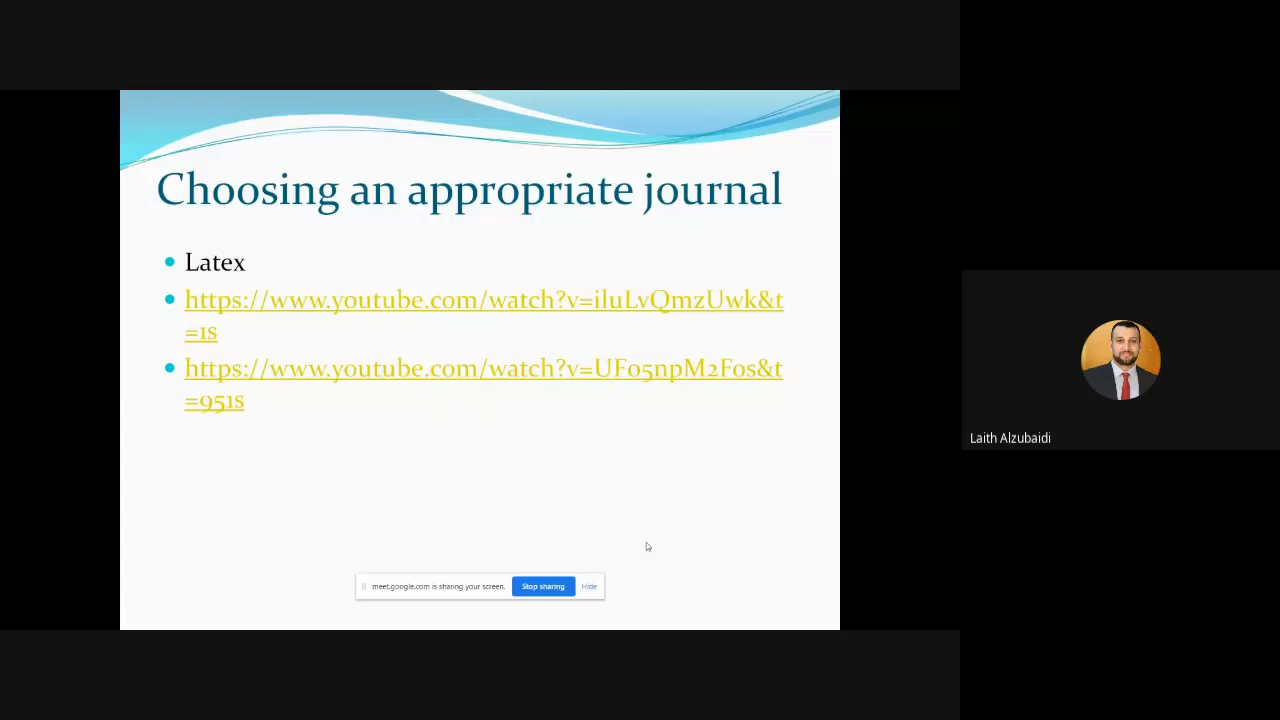 Choosing an appropriate journal
Latex
https://www.youtube.com/watch?v=iluLvQmzUwk&t
=1s
https://www.youtube.com/watch?v=UFo5npM2Fos&t
=951s
Laith Alzubaidi
meet.google.com is sharing your screen.
Stop sharing
Hide